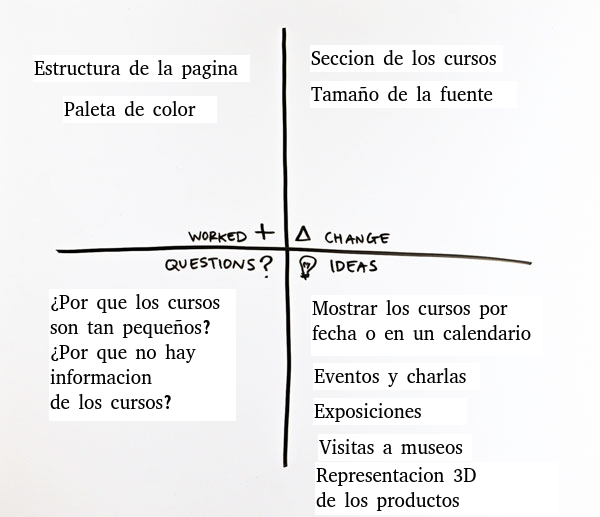 Estructura de la pagina
Paleta de color
Seccion de los cursos
Tamaño de la fuente
WORKED +
Δ CHANGE
QUESTIONS?
IDEAS
¿Por que los cursos
son tan pequeños?
¿Por que no hay
informacion
de los cursos?
Mostrar los cursos por
fecha o en un calendario
Eventos y charlas
Exposiciones
Visitas a museos
Representacion 3D
de los productos